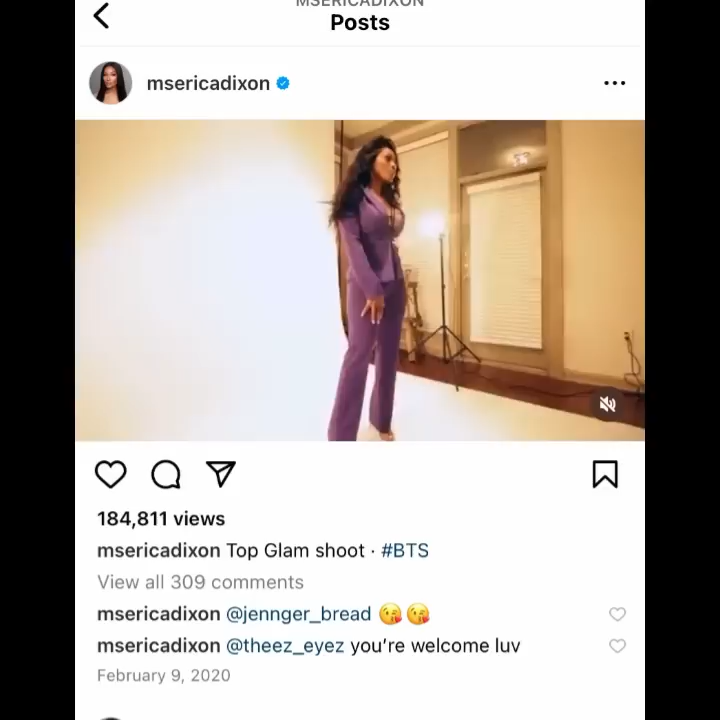 MSERICADIXON
Posts
msericadixon
184,811 views
msericadixon Top Glam shoot · #BTS
View all 309 comments
msericadixon @jennger_bread 😘😘
msericadixon @theez_eyez you’re welcome luv
February 9, 2020